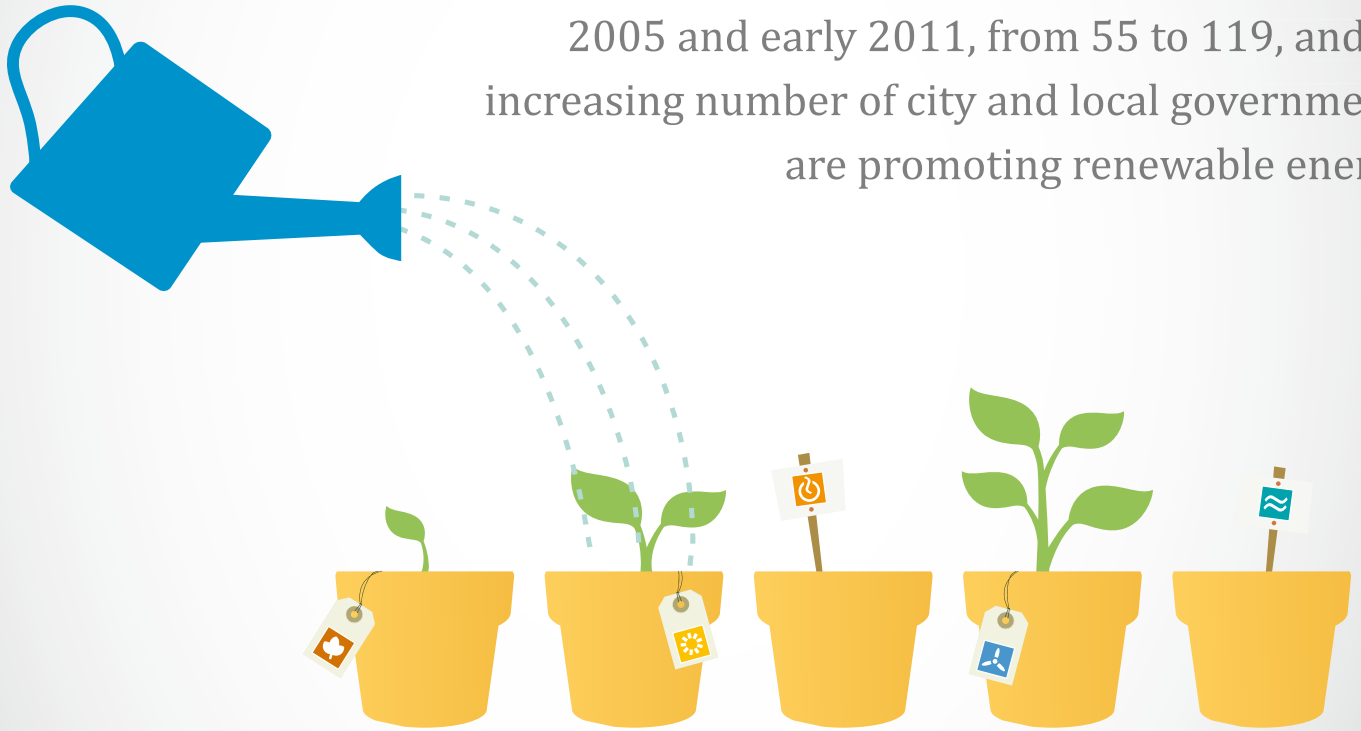 2005 and early 2011, from 55 to 119, and
increasing number of city and local governme
are promoting renewable ener